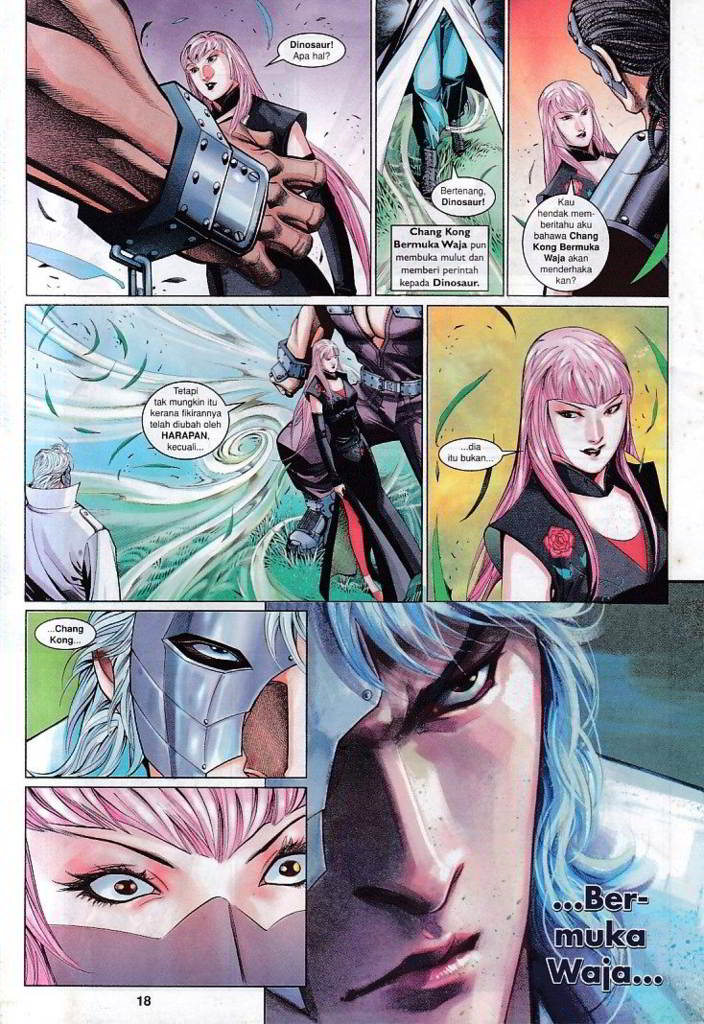 Dinosaur!
Apa hal?
Bertenang,
Dinosaur!
Chang Kong
Bermuka Waja pun
membuka mulut dan
memberi perintah
kepada Dinosaur.
Kau
hendak mem-
beritahu aku
bahawa Chang
Kong Bermuka
Waja akan
menderhaka
kan?
Tetapi
tak mungkin itu
kerana fikirannya
telah diubah oleh
HARAPAN,
kecuali...
...dia
itu bukan...
...Chang
Kong...
...Ber-
muka
Waja...
18